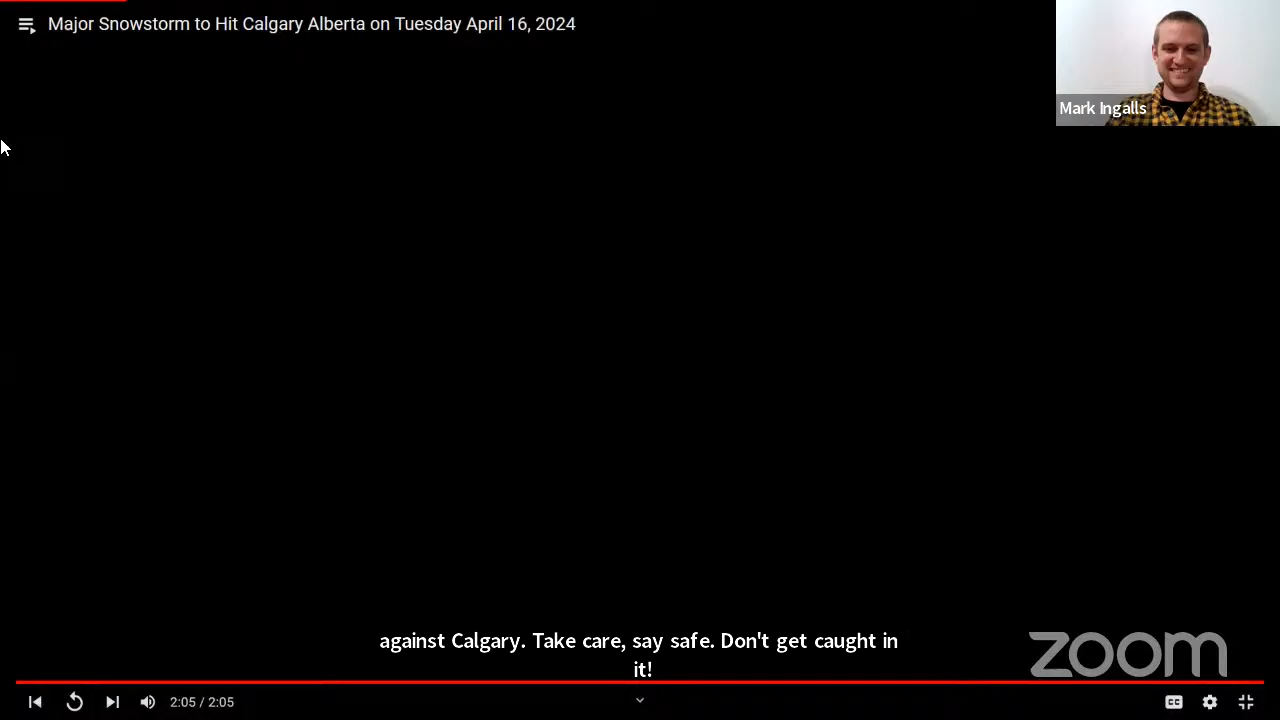 Major Snowstorm to Hit Calgary Alberta on Tuesday April 16, 2024
Mark Ingalls
against Calgary. Take care, say safe. Don't get caught in
it!
zoom
2:05 / 2:05
CC